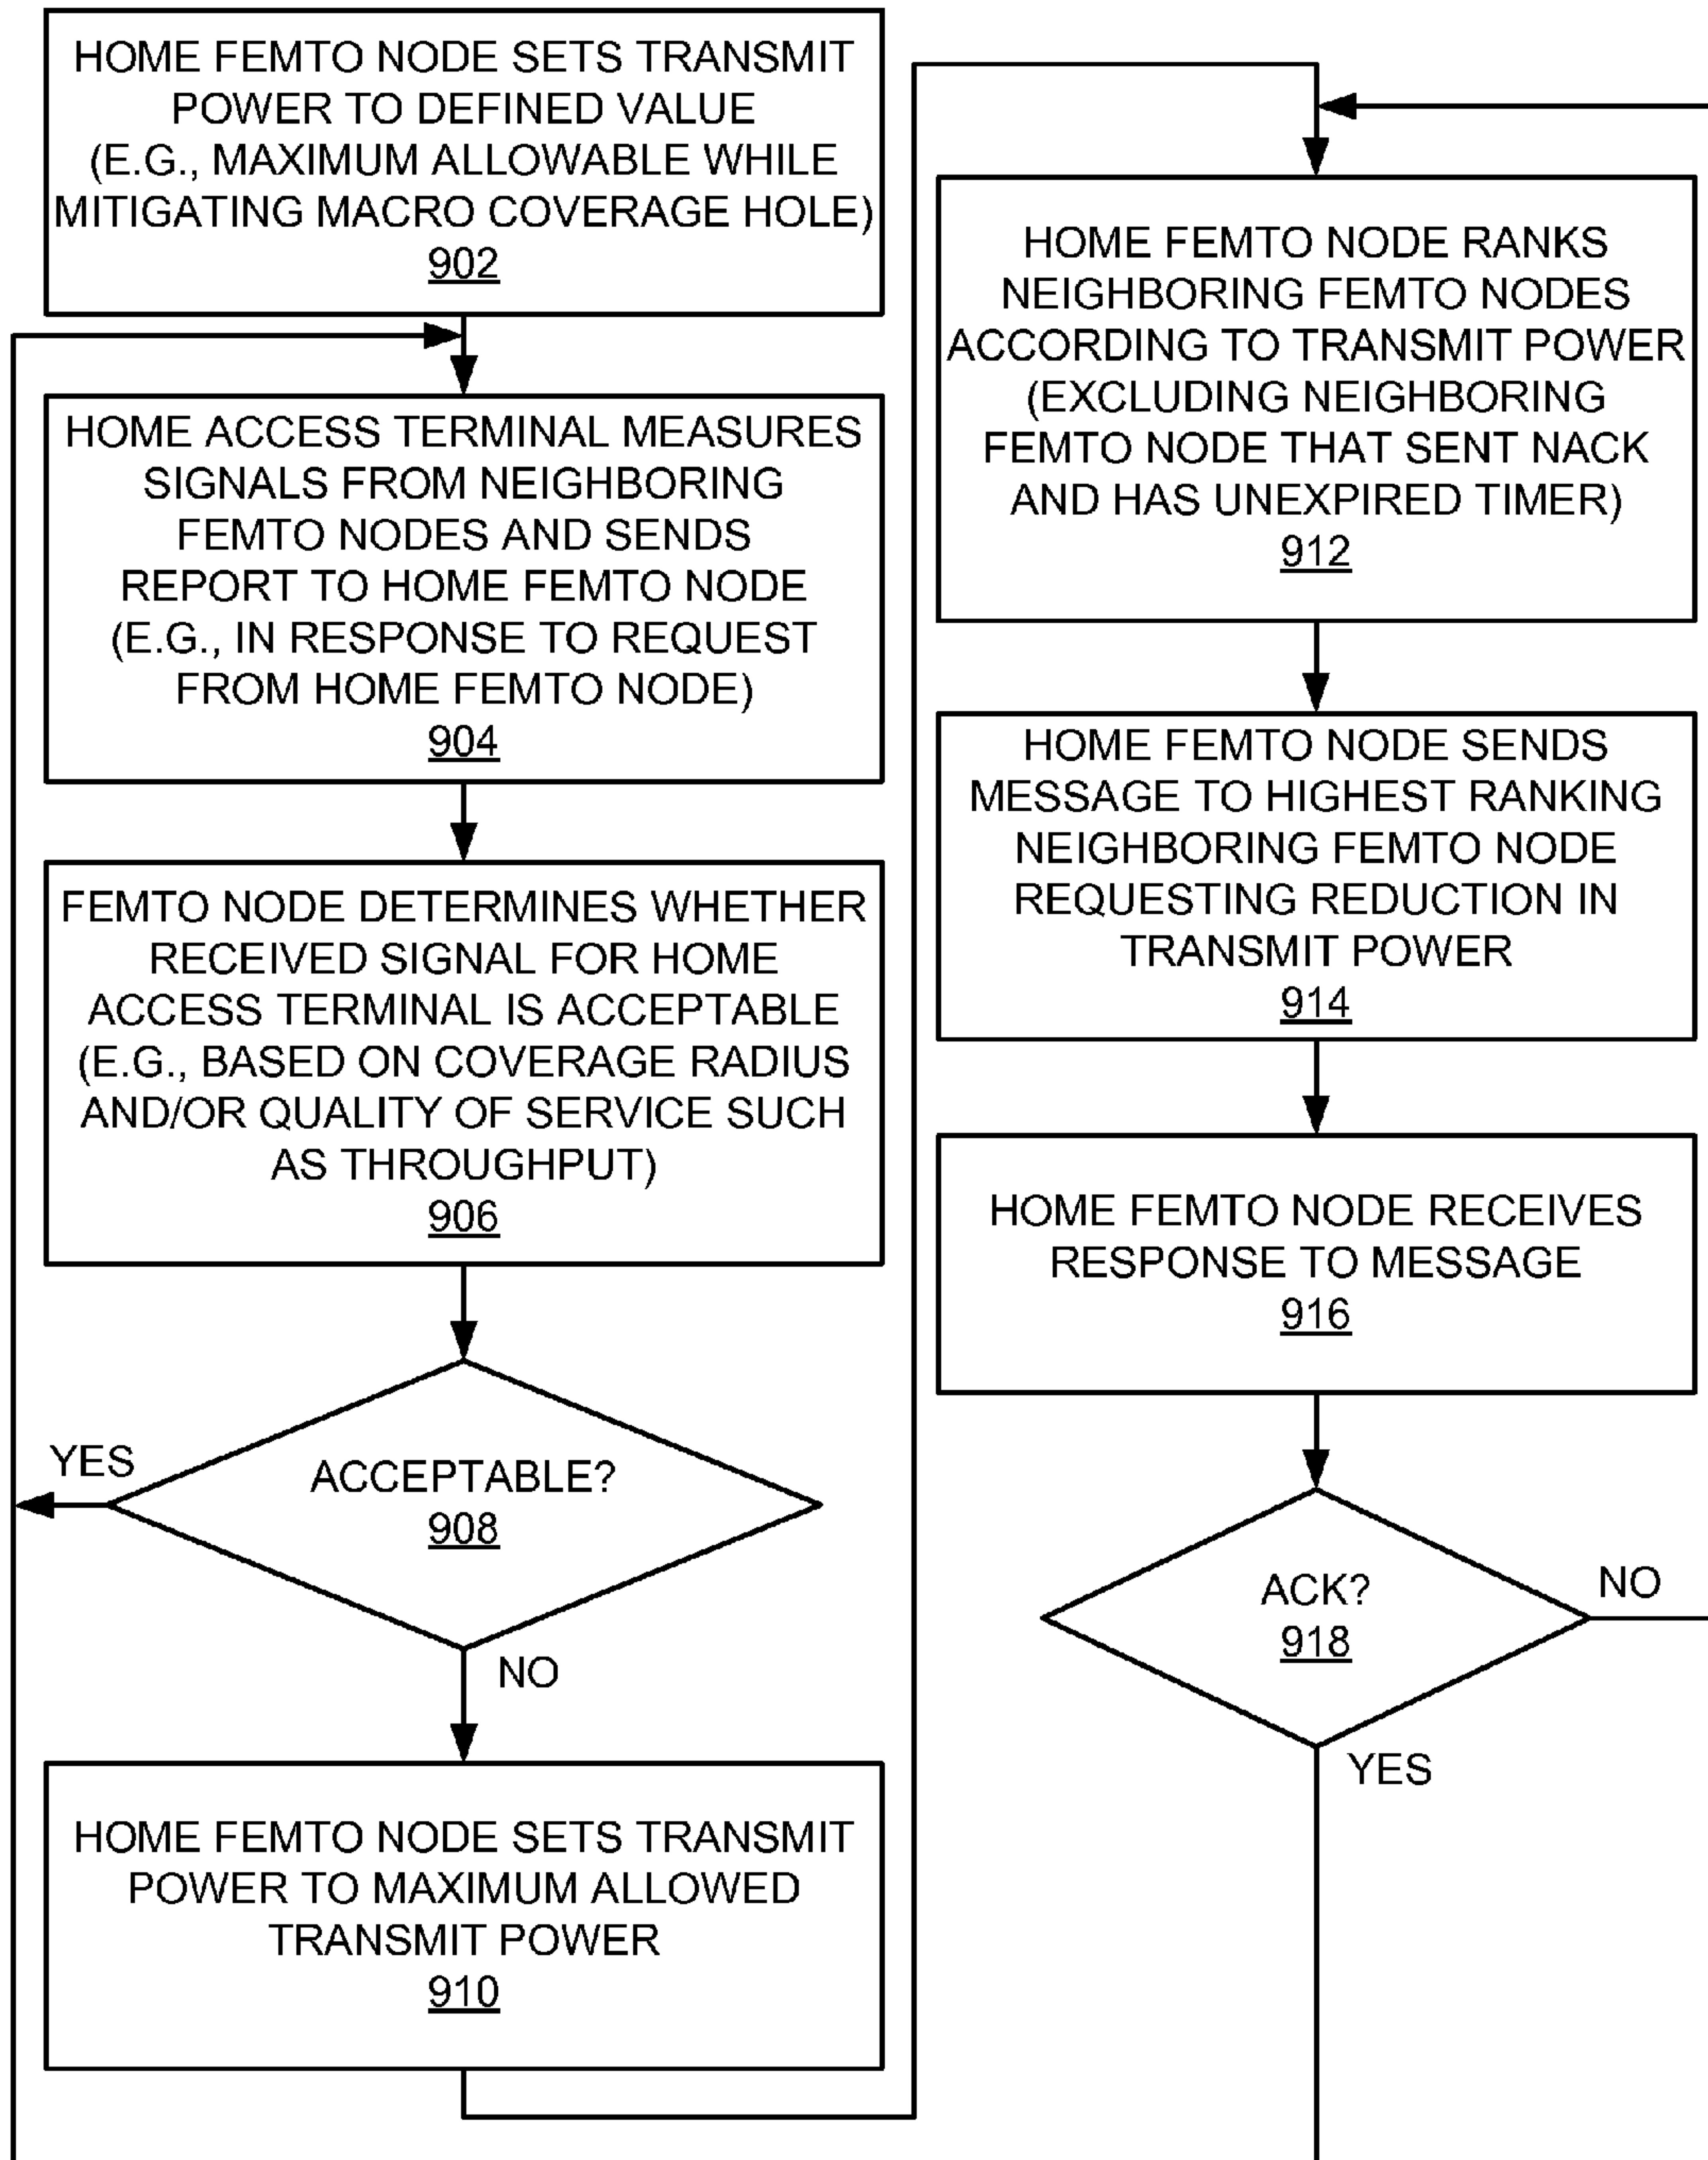 HOME FEMTO NODE SETS TRANSMIT
POWER TO DEFINED VALUE
(E.G., MAXIMUM ALLOWABLE WHILE
MITIGATING MACRO COVERAGE HOLE)
902
HOME ACCESS TERMINAL MEASURES
SIGNALS FROM NEIGHBORING
FEMTO NODES AND SENDS
REPORT TO HOME FEMTO NODE
(E.G., IN RESPONSE TO REQUEST
FROM HOME FEMTO NODE)
904
FEMTO NODE DETERMINES WHETHER
RECEIVED SIGNAL FOR HOME
ACCESS TERMINAL IS ACCEPTABLE
(E.G., BASED ON COVERAGE RADIUS
AND/OR QUALITY OF SERVICE SUCH
AS THROUGHPUT)
906
YES
ACCEPTABLE?
908
NO
HOME FEMTO NODE SETS TRANSMIT
POWER TO MAXIMUM ALLOWED
TRANSMIT POWER
910
HOME FEMTO NODE RANKS
NEIGHBORING FEMTO NODES
ACCORDING TO TRANSMIT POWER
(EXCLUDING NEIGHBORING
FEMTO NODE THAT SENT NACK
AND HAS UNEXPIRED TIMER)
912
HOME FEMTO NODE SENDS
MESSAGE TO HIGHEST RANKING
NEIGHBORING FEMTO NODE
REQUESTING REDUCTION IN
TRANSMIT POWER
914
HOME FEMTO NODE RECEIVES
RESPONSE TO MESSAGE
916
ACK?
918
NO
YES